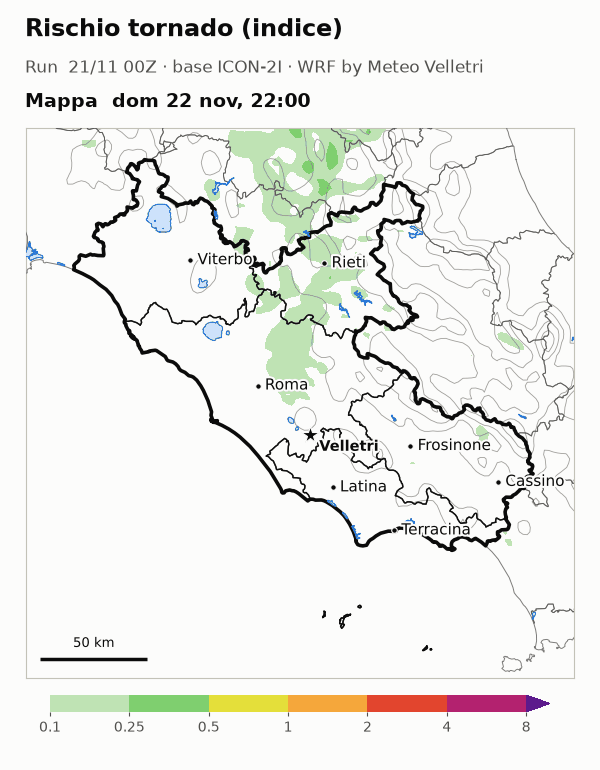 Rischio tornado (indice)
Run  21/11 00Z · base ICON-2I · WRF by Meteo Velletri
Mappa  dom 22 nov, 22:00
Viterbo
Rieti
Roma
Velletri
Frosinone
Latina
Cassino
Terracina
50 km
0.1 0.25 0.5 1 2 4 8